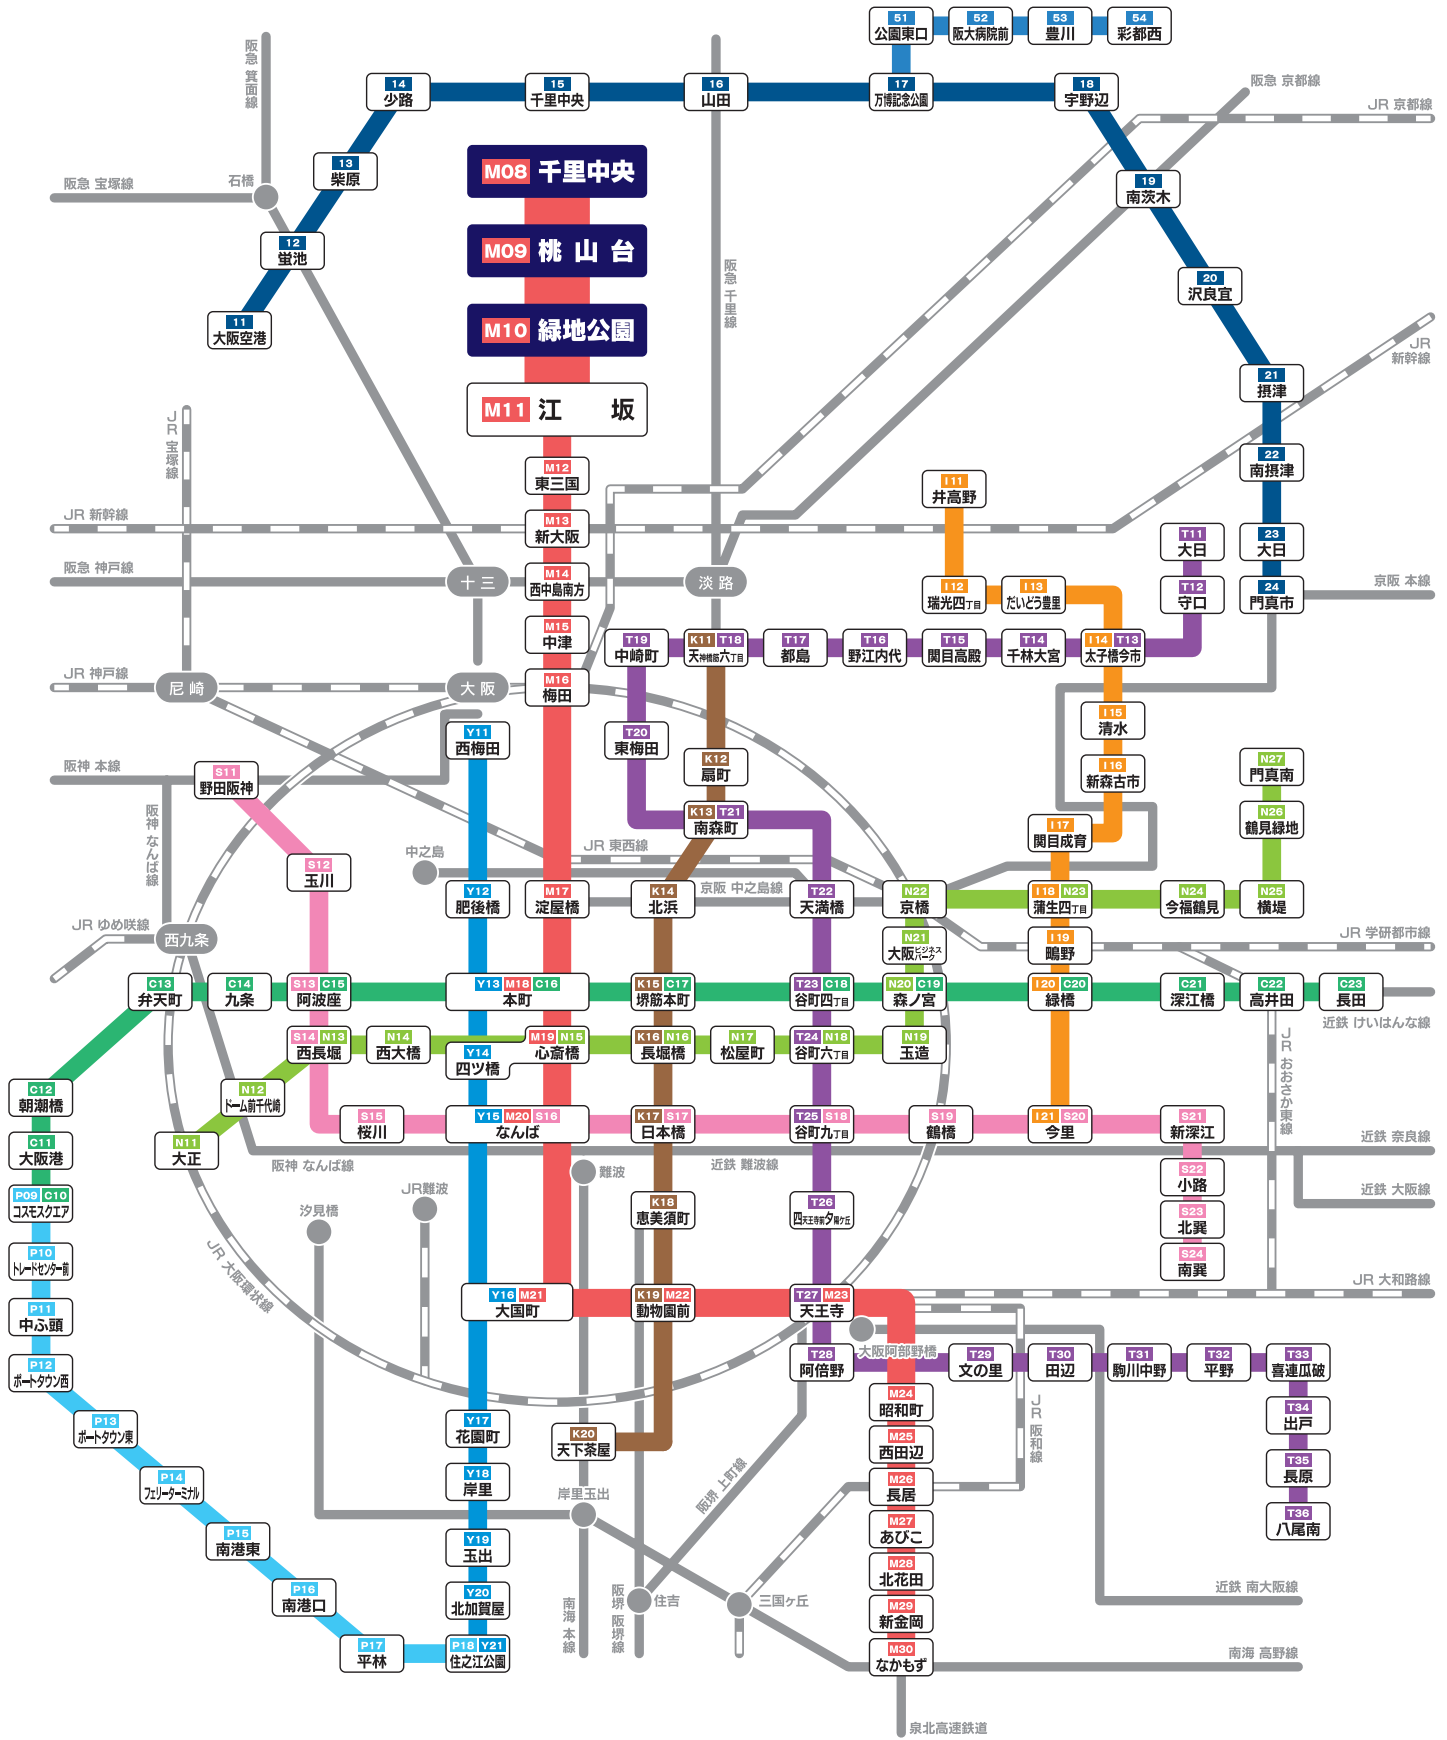 51
公園東口
52
阪大病院前
53
豊川
54
彩都西
14
少路
15
千里中央
16
山田
17
万博記念公園
18
宇野辺
阪急 箕面線
阪急 京都線
JR 京都線
13
柴原
M08 千里中央
阪急 宝塚線
石橋
19
南茨木
12
蛍池
M09 桃山台
阪急 千里線
20
沢良宜
11
大阪空港
M10 緑地公園
JR
新幹線
21
摂津
M11 江坂
JR 宝塚線
M12
東三国
22
南摂津
I11
井高野
JR 新幹線
M13
新大阪
T11
大日
23
大日
阪急 神戸線
十三
M14
西中島南方
淡路
I12
瑞光四丁目
I13
だいどう豊里
T12
守口
24
門真市
京阪 本線
M15
中津
T19
中崎町
K11 T18
天神橋筋六丁目
T17
都島
T16
野江内代
T15
関目高殿
T14
千林大宮
I14 T13
太子橋今市
JR 神戸線
尼崎
大阪
M16
梅田
Y11
西梅田
T20
東梅田
I15
清水
阪神 本線
S11
野田阪神
K12
扇町
I16
新森古市
N27
門真南
阪神 なんば線
K13 T21
南森町
I17
関目成育
N26
鶴見緑地
中之島
JR 東西線
S12
玉川
Y12
肥後橋
M17
淀屋橋
K14
北浜
京阪 中之島線
T22
天満橋
N22
京橋
I18 N23
蒲生四丁目
N24
今福鶴見
N25
横堤
JR ゆめ咲線
西九条
N21
大阪ビジネスパーク
I19
鴫野
JR 学研都市線
C13
弁天町
C14
九条
S13 C15
阿波座
Y13 M18 C16
本町
K15 C17
堺筋本町
T23 C18
谷町四丁目
N20 C19
森ノ宮
I20 C20
緑橋
C21
深江橋
C22
高井田
C23
長田
近鉄 けいはんな線
S14 N13
西長堀
N14
西大橋
Y14
四ツ橋
M19 N15
心斎橋
K16 N16
長堀橋
N17
松屋町
T24 N18
谷町六丁目
N19
玉造
JR おおさか東線
C12
朝潮橋
N12
ドーム前千代崎
S15
桜川
Y15 M20 S16
なんば
K17 S17
日本橋
T25 S18
谷町九丁目
S19
鶴橋
I21 S20
今里
S21
新深江
C11
大阪港
N11
大正
近鉄 奈良線
阪神 なんば線
難波
近鉄 難波線
S22
小路
近鉄 大阪線
P09 C10
コスモスクエア
JR難波
汐見橋
K18
恵美須町
T26
四天王寺前夕陽ケ丘
S23
北巽
P10
トレードセンター前
JR 大阪環状線
S24
南巽
JR 大和路線
P11
中ふ頭
Y16 M21
大国町
K19 M22
動物園前
T27 M23
天王寺
大阪阿部野橋
P12
ポートタウン西
T28
阿倍野
T29
文の里
T30
田辺
T31
駒川中野
T32
平野
T33
喜連瓜破
M24
昭和町
T34
出戸
P13
ポートタウン東
Y17
花園町
K20
天下茶屋
M25
西田辺
JR 阪和線
T35
長原
P14
フェリーターミナル
Y18
岸里
岸里玉出
阪堺 上町線
M26
長居
T36
八尾南
P15
南港東
Y19
玉出
M27
あびこ
P16
南港口
Y20
北加賀屋
M28
北花田
近鉄 南大阪線
南海 本線
阪堺 阪堺線
住吉
三国ヶ丘
M29
新金岡
P17
平林
P18 Y21
住之江公園
M30
なかもず
南海 高野線
泉北高速鉄道